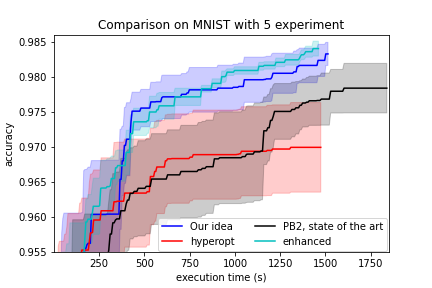 Comparison on MNIST with 5 experiment
accuracy
0.985
0.980
0.975
0.970
0.965
0.960
0.955
250 500 750 1000 1250 1500 1750
execution time (s)
Our idea
hyperopt
PB2, state of the art
enhanced